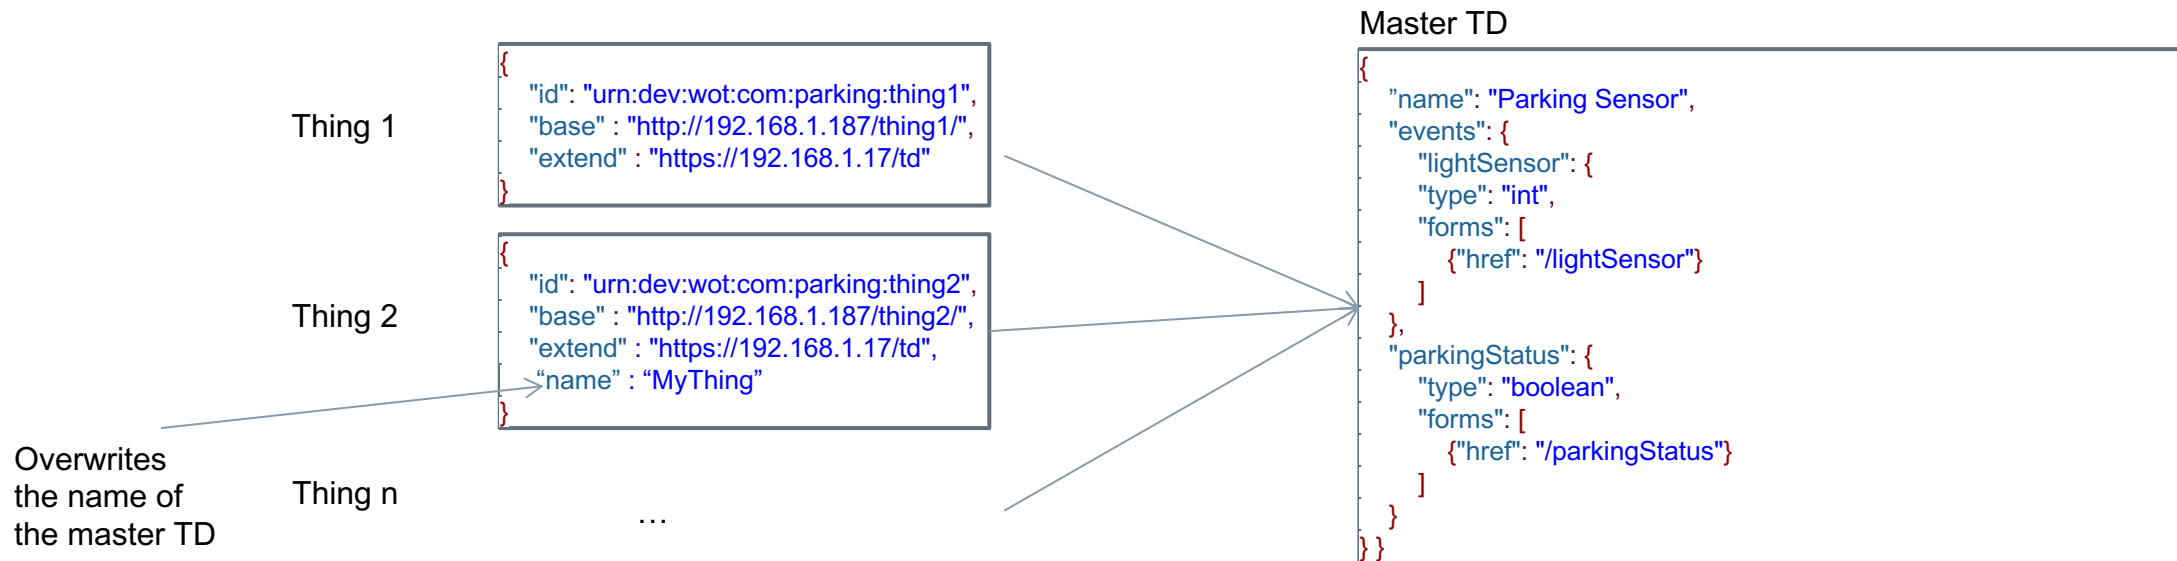 Thing 1
{
"id": "urn:dev:wot:com:parking:thing1",
"base" : "http://192.168.1.187/thing1/",
"extend" : "https://192.168.1.17/td"
}
Thing 2
{
"id": "urn:dev:wot:com:parking:thing2",
"base" : "http://192.168.1.187/thing2/",
"extend" : "https://192.168.1.17/td",
“name” : “MyThing”
}
Overwrites
the name of
the master TD
Thing n
…
Master TD
{
”name": "Parking Sensor",
"events": {
"lightSensor": {
"type": "int",
"forms": [
{"href": "/lightSensor"}
]
},
"parkingStatus": {
"type": "boolean",
"forms": [
{"href": "/parkingStatus"}
]
}
} }